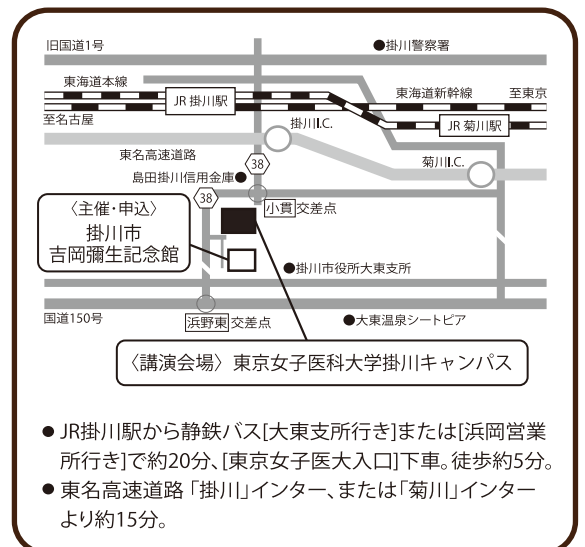 旧国道1号
●掛川警察署
東海道本線
JR 掛川駅
東海道新幹線
至東京
至名古屋
掛川I.C.
JR 菊川駅
東名高速道路
38
菊川I.C.
島田掛川信用金庫●
38
小貫交差点
〈主催・申込〉
掛川市
吉岡彌生記念館
●掛川市役所大東支所
国道150号
浜野東交差点
●大東温泉シートピア
〈講演会場〉東京女子医科大学掛川キャンパス
● JR掛川駅から静鉄バス[大東支所行き]または[浜岡営業
所行き]で約20分、[東京女子医大入口]下車。徒歩約5分。
● 東名高速道路「掛川」インター、または「菊川」インター
より約15分。